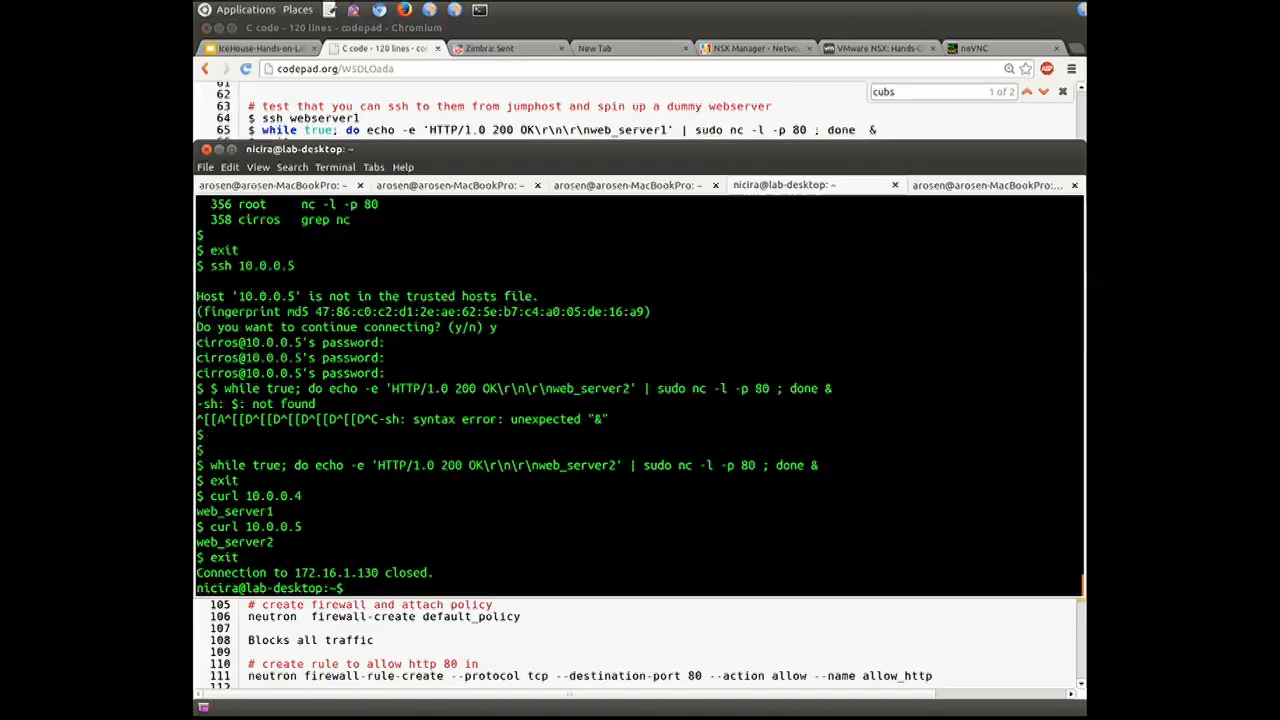 Applications Places
C code - 120 lines - codepad - Chromium
IceHouse-Hands-on-La × C code - 120 lines - co × Zimbra: Sent × New Tab × NSX Manager - Netwo × VMware NSX: Hands-O × noVNC ×
codepad.org/W5DLOada ABP
61
62
cubs 1 of 2
63 # test that you can ssh to them from jumphost and spin up a dummy webserver
64 $ ssh webserver1
65 $ while true; do echo -e 'HTTP/1.0 200 OK\r\n\r\nweb_server1' | sudo nc -l -p 80 ; done &
nicira@lab-desktop: ~
File Edit View Search Terminal Tabs Help
arosen@arosen-MacBookPro: ~ × arosen@arosen-MacBookPro: ~ × arosen@arosen-MacBookPro: ~ × nicira@lab-desktop: ~ × arosen@arosen-MacBookPro:... ×
356 root nc -l -p 80
358 cirros grep nc
$
$ exit
$ ssh 10.0.0.5
Host '10.0.0.5' is not in the trusted hosts file.
(fingerprint md5 47:86:c0:c2:d1:2e:ae:62:5e:b7:c4:a0:05:de:16:a9)
Do you want to continue connecting? (y/n) y
cirros@10.0.0.5's password:
cirros@10.0.0.5's password:
cirros@10.0.0.5's password:
$ $ while true; do echo -e 'HTTP/1.0 200 OK\r\n\r\nweb_server2' | sudo nc -l -p 80 ; done &
-sh: $: not found
^[[A^[[D^[[D^[[D^[[D^[[D^C-sh: syntax error: unexpected "&"
$
$
$ while true; do echo -e 'HTTP/1.0 200 OK\r\n\r\nweb_server2' | sudo nc -l -p 80 ; done &
$ exit
$ curl 10.0.0.4
web_server1
$ curl 10.0.0.5
web_server2
$ exit
Connection to 172.16.1.130 closed.
nicira@lab-desktop:~$
105 # create firewall and attach policy
106 neutron firewall-create default_policy
107
108 Blocks all traffic
109
110 # create rule to allow http 80 in
111 neutron firewall-rule-create --protocol tcp --destination-port 80 --action allow --name allow_http
112